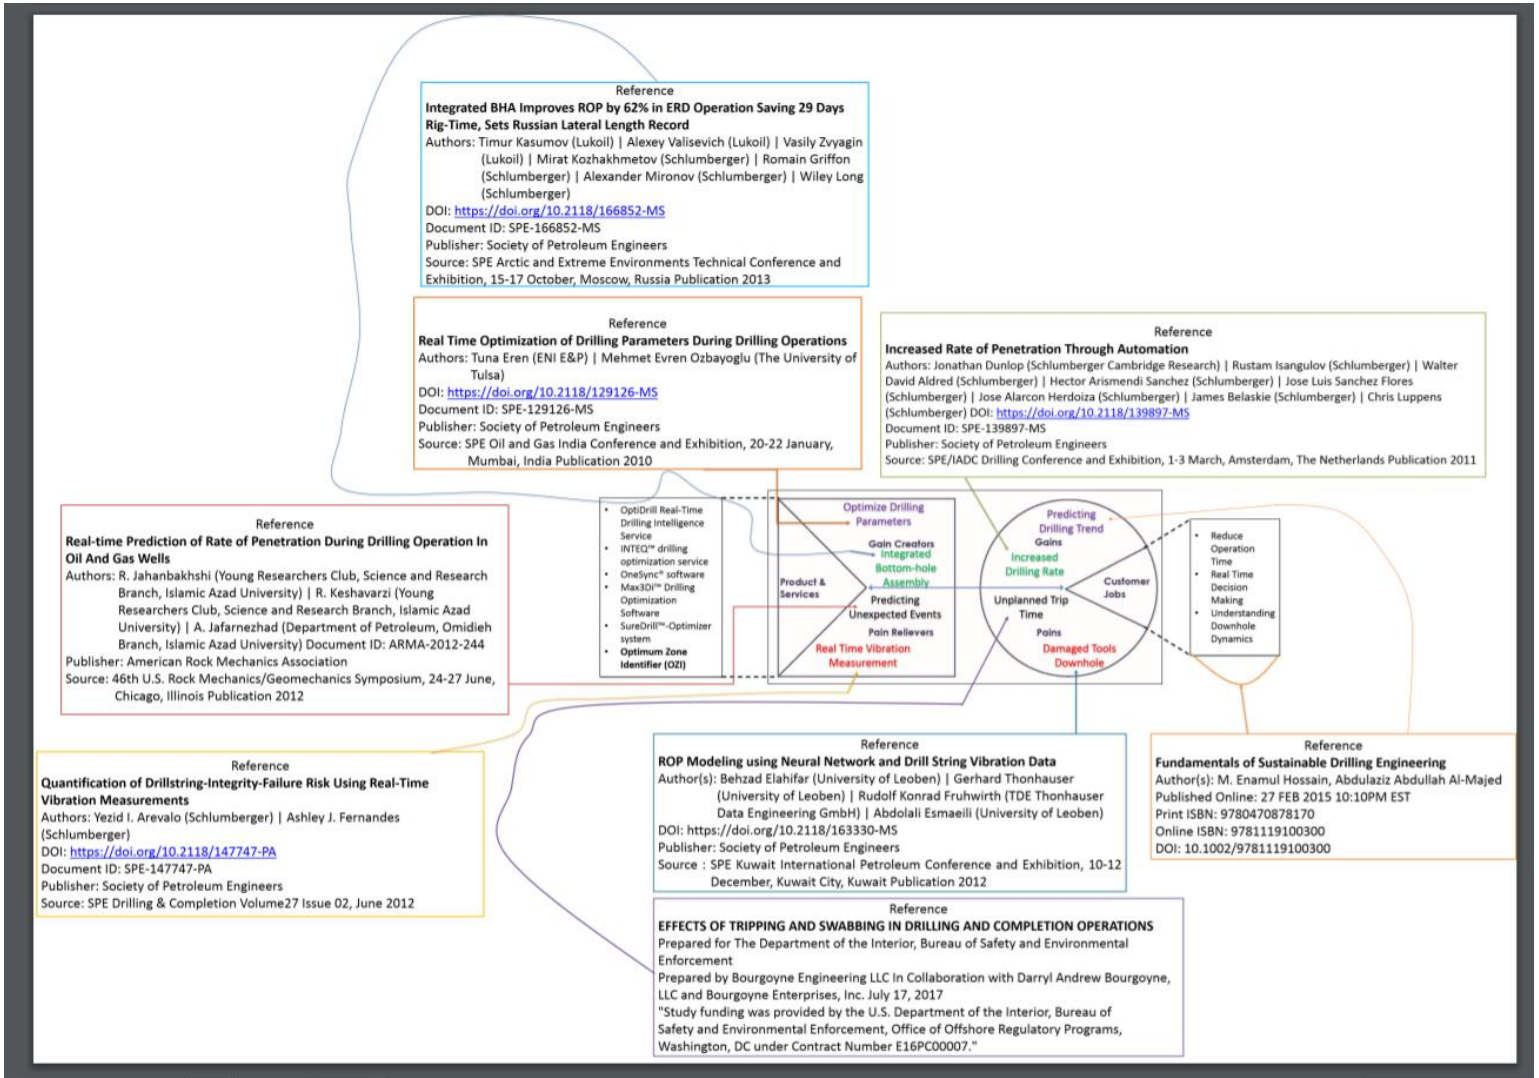 Reference
Integrated BHA Improves ROP by 62% in ERD Operation Saving 29 Days
Rig-Time, Sets Russian Lateral Length Record
Authors: Timur Kasumov (Lukoil) | Alexey Valisevich (Lukoil) | Vasily Zvyagin
(Lukoil) | Mirat Kozhakhmetov (Schlumberger) | Romain Griffon
(Schlumberger) | Alexander Mironov (Schlumberger) | Wiley Long
(Schlumberger)
DOI: https://doi.org/10.2118/166852-MS
Document ID: SPE-166852-MS
Publisher: Society of Petroleum Engineers
Source: SPE Arctic and Extreme Environments Technical Conference and
Exhibition, 15-17 October, Moscow, Russia Publication 2013
Reference
Real Time Optimization of Drilling Parameters During Drilling Operations
Authors: Tuna Eren (ENI E&P) | Mehmet Evren Ozbayoglu (The University of
Tulsa)
DOI: https://doi.org/10.2118/129126-MS
Document ID: SPE-129126-MS
Publisher: Society of Petroleum Engineers
Source: SPE Oil and Gas India Conference and Exhibition, 20-22 January,
Mumbai, India Publication 2010
Reference
Increased Rate of Penetration Through Automation
Authors: Jonathan Dunlop (Schlumberger Cambridge Research) | Rustam Isangulov (Schlumberger) | Walter
David Aldred (Schlumberger) | Hector Arismendi Sanchez (Schlumberger) | Jose Luis Sanchez Flores
(Schlumberger) | Jose Alarcon Herdoiza (Schlumberger) | James Belaskie (Schlumberger) | Chris Luppens
(Schlumberger) DOI: https://doi.org/10.2118/139897-MS
Document ID: SPE-139897-MS
Publisher: Society of Petroleum Engineers
Source: SPE/IADC Drilling Conference and Exhibition, 1-3 March, Amsterdam, The Netherlands Publication 2011
Reference
Real-time Prediction of Rate of Penetration During Drilling Operation In
Oil And Gas Wells
Authors: R. Jahanbakhshi (Young Researchers Club, Science and Research
Branch, Islamic Azad University) | R. Keshavarzi (Young
Researchers Club, Science and Research Branch, Islamic Azad
University) | A. Jafarnezhad (Department of Petroleum, Omidieh
Branch, Islamic Azad University) Document ID: ARMA-2012-244
Publisher: American Rock Mechanics Association
Source: 46th U.S. Rock Mechanics/Geomechanics Symposium, 24-27 June,
Chicago, Illinois Publication 2012
• OptiDrill Real-Time
Drilling Intelligence
Service
• INTEQ™ drilling
optimization service
• OneSync® software
• Max3Di™ Drilling
Optimization
Software
• SureDrill™-Optimizer
system
• Optimum Zone
Identifier (OZI)
Product &
Services
Optimize Drilling
Parameters
Gain Creators
Integrated
Bottom-hole
Assembly
Predicting
Unexpected Events
Pain Relievers
Real Time Vibration
Measurement
Predicting
Drilling Trend
Gains
Increased
Drilling Rate
Unplanned Trip
Time
Pains
Damaged Tools
Downhole
Customer
Jobs
• Reduce
Operation
Time
• Real Time
Decision
Making
• Understanding
Downhole
Dynamics
Reference
Quantification of Drillstring-Integrity-Failure Risk Using Real-Time
Vibration Measurements
Authors: Yezid I. Arevalo (Schlumberger) | Ashley J. Fernandes
(Schlumberger)
DOI: https://doi.org/10.2118/147747-PA
Document ID: SPE-147747-PA
Publisher: Society of Petroleum Engineers
Source: SPE Drilling & Completion Volume27 Issue 02, June 2012
Reference
ROP Modeling using Neural Network and Drill String Vibration Data
Author(s): Behzad Elahifar (University of Leoben) | Gerhard Thonhauser
(University of Leoben) | Rudolf Konrad Fruhwirth (TDE Thonhauser
Data Engineering GmbH) | Abdolali Esmaeili (University of Leoben)
DOI: https://doi.org/10.2118/163330-MS
Publisher: Society of Petroleum Engineers
Source : SPE Kuwait International Petroleum Conference and Exhibition, 10-12
December, Kuwait City, Kuwait Publication 2012
Reference
Fundamentals of Sustainable Drilling Engineering
Author(s): M. Enamul Hossain, Abdulaziz Abdullah Al-Majed
Published Online: 27 FEB 2015 10:10PM EST
Print ISBN: 9780470878170
Online ISBN: 9781119100300
DOI: 10.1002/9781119100300
Reference
EFFECTS OF TRIPPING AND SWABBING IN DRILLING AND COMPLETION OPERATIONS
Prepared for The Department of the Interior, Bureau of Safety and Environmental
Enforcement
Prepared by Bourgoyne Engineering LLC In Collaboration with Darryl Andrew Bourgoyne,
LLC and Bourgoyne Enterprises, Inc. July 17, 2017
"Study funding was provided by the U.S. Department of the Interior, Bureau of
Safety and Environmental Enforcement, Office of Offshore Regulatory Programs,
Washington, DC under Contract Number E16PC00007."